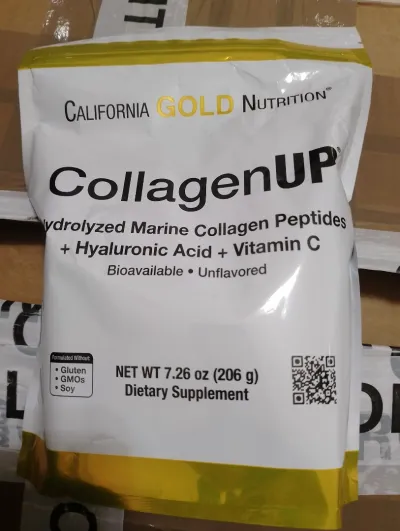 CALIFORNIA GOLD NUTRITION®
CollagenUP®
ydrolyzed Marine Collagen Peptides
+ Hyaluronic Acid + Vitamin C
Bioavailable • Unflavored
Formulated Without:
• Gluten
• GMOs
• Soy
NET WT 7.26 oz (206 g)
Dietary Supplement